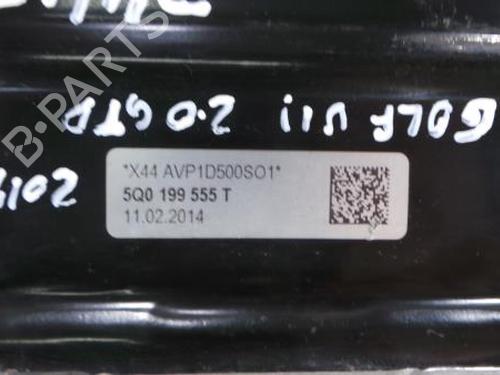 GOLF VII 2.0 GTD
*X44 AVP1D500SO1*
5Q0 199 555 T
11.02.2014
B-PARTS